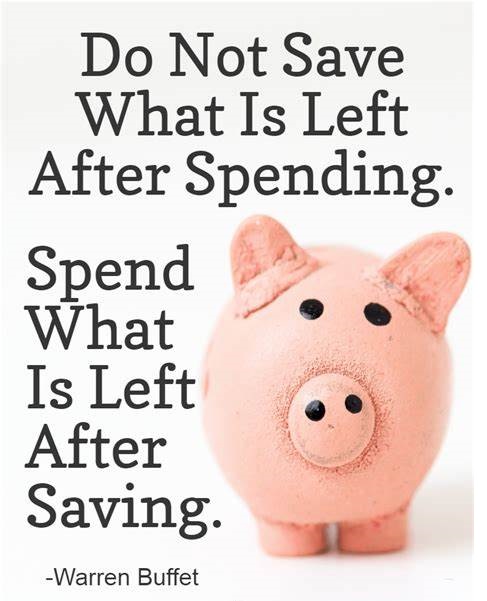 Do Not Save
What Is Left
After Spending.
Spend
What
Is Left
After
Saving.
-Warren Buffet